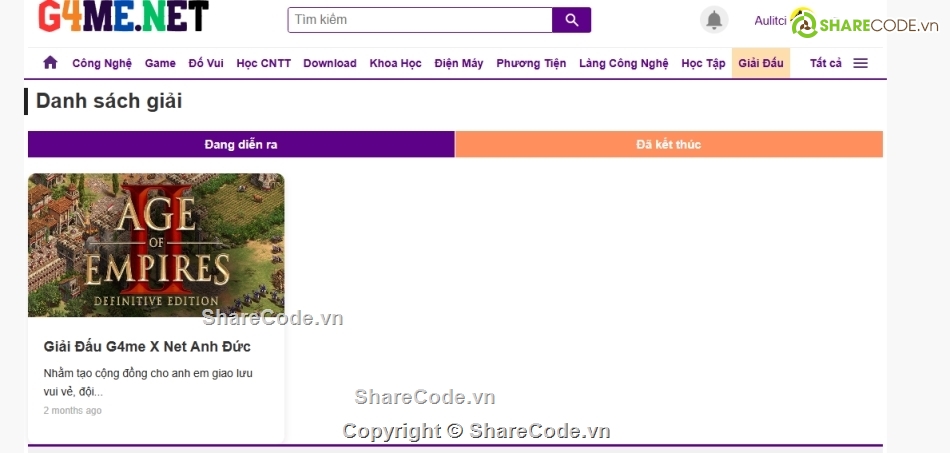 G4ME.NET
Tìm kiếm
Aulitci
SHARECODE.vn
Công Nghệ Game Đố Vui Học CNTT Download Khoa Học Điện Máy Phương Tiện Làng Công Nghệ Học Tập Giải Đấu Tất cả
Danh sách giải
Đang diễn ra Đã kết thúc
AGE
OF
II
EMPIRES
DEFINITIVE EDITION
ShareCode.vn
Giải Đấu G4me X Net Anh Đức
Nhằm tạo cộng đồng cho anh em giao lưu
vui vẻ, đội...
ShareCode.vn
2 months ago
Copyright © ShareCode.vn